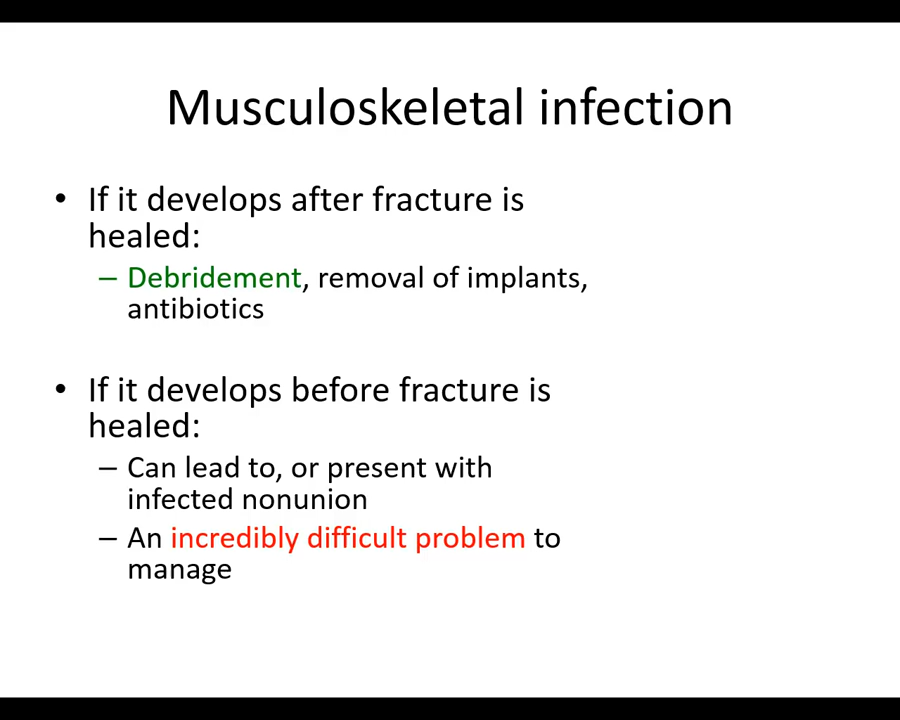 Musculoskeletal infection
• If it develops after fracture is
healed:
– Debridement, removal of implants,
antibiotics
• If it develops before fracture is
healed:
– Can lead to, or present with
infected nonunion
– An incredibly difficult problem to
manage